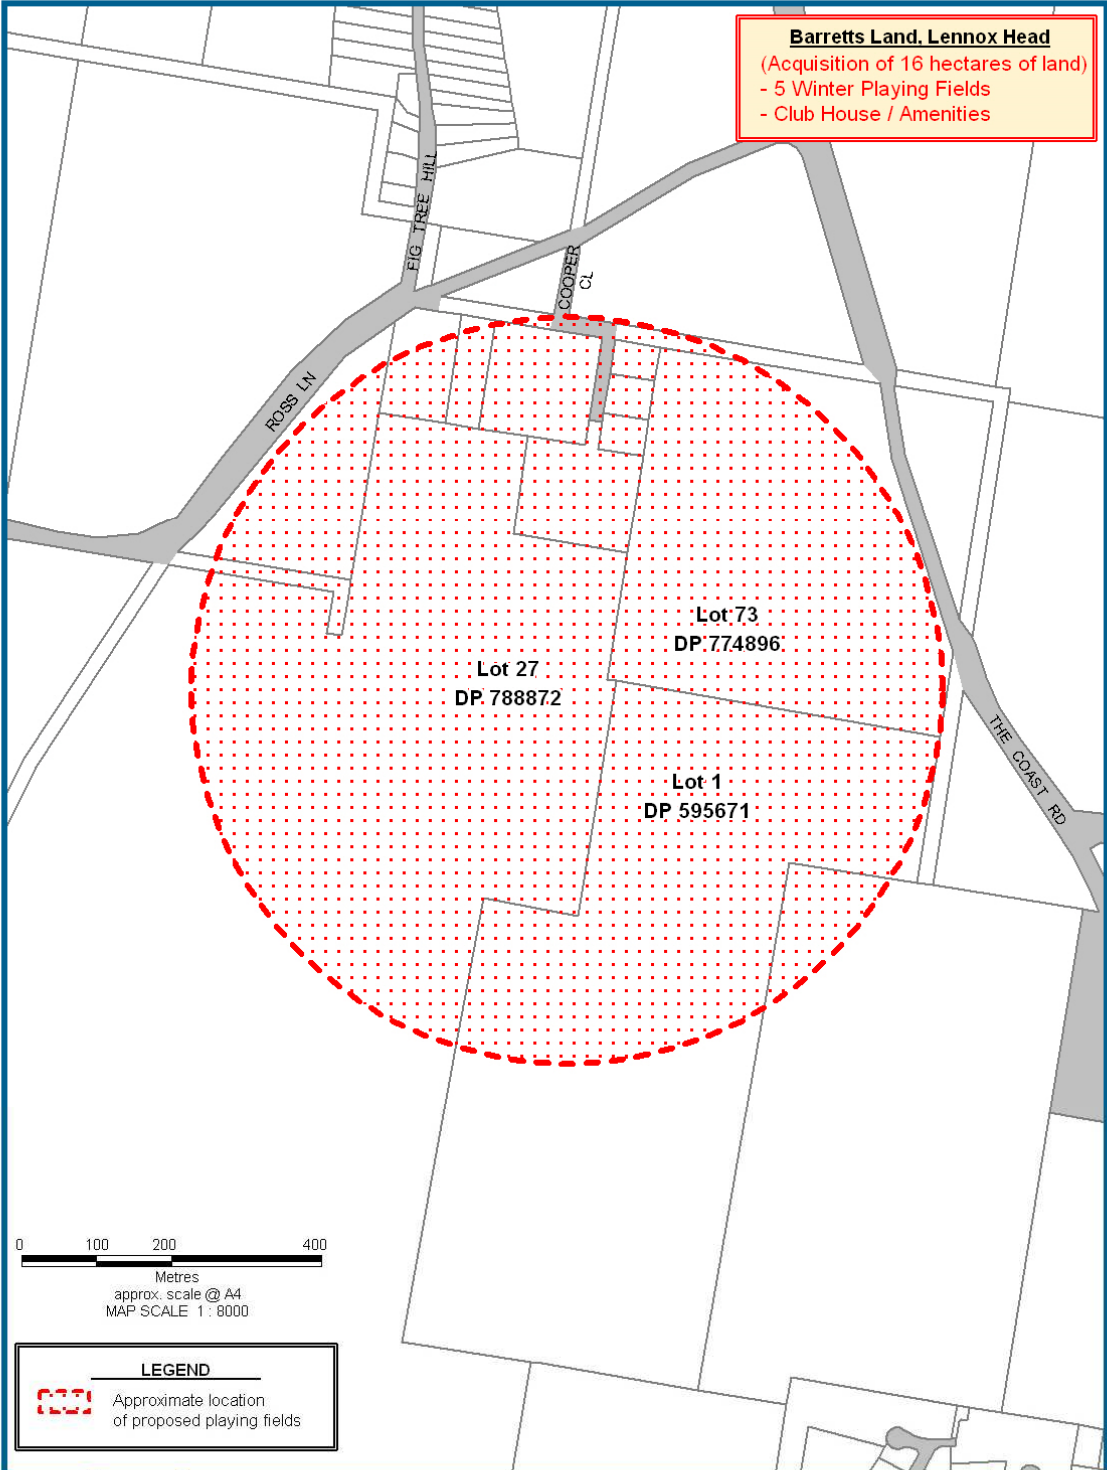 Barretts Land, Lennox Head
(Acquisition of 16 hectares of land)
- 5 Winter Playing Fields
- Club House / Amenities
FIG TREE HILL
COOPER
CL
ROSS LN
Lot 73
DP 774896
Lot 27
DP 788872
Lot 1
DP 595671
THE COAST RD
0 100 200 400
Metres
approx. scale @ A4
MAP SCALE 1 : 8000
LEGEND
Approximate location
of proposed playing fields